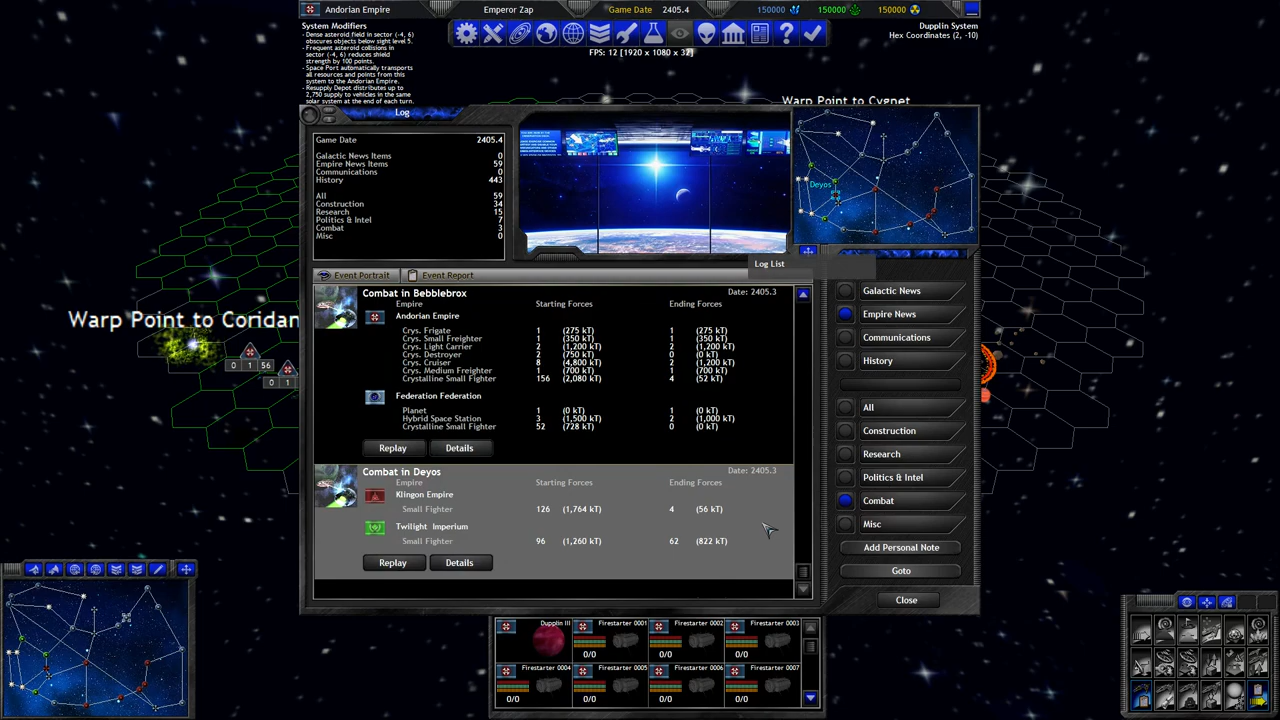 Andorian Empire
Emperor Zap
Game Date 2405.4
150000
150000
150000
System Modifiers
- Dense asteroid field in sector (-4, 6)
obscures objects below sight level 5.
- Frequent asteroid collisions in
sector (-4, 6) reduces shield
strength by 100 points.
- Space Port automatically transports
all resources and points from this
system to the Andorian Empire.
- Resupply Depot distributes up to
2,750 supply to vehicles in the same
solar system at the end of each turn.
Dupplin System
Hex Coordinates (2, -10)
FPS: 12 [1920 x 1080 x 32]
Warp Point to Cygnet
Log
Game Date 2405.4
Galactic News Items 0
Empire News Items 59
Communications 0
History 443
All 59
Construction 34
Research 15
Politics & Intel 7
Combat 3
Misc 0
Deyos
Log List
Event Portrait
Event Report
Combat in Bebblebrox Date: 2405.3
Empire Starting Forces Ending Forces
Andorian Empire
Crys. Frigate 1 (275 kT) 1 (275 kT)
Crys. Small Freighter 1 (350 kT) 1 (350 kT)
Crys. Light Carrier 2 (1,200 kT) 2 (1,200 kT)
Crys. Destroyer 2 (750 kT) 0 (0 kT)
Crys. Cruiser 8 (4,800 kT) 2 (1,200 kT)
Crys. Medium Freighter 1 (700 kT) 1 (700 kT)
Crystalline Small Fighter 156 (2,080 kT) 4 (52 kT)
Federation Federation
Planet 1 (0 kT) 1 (0 kT)
Hybrid Space Station 3 (1,500 kT) 2 (1,000 kT)
Crystalline Small Fighter 52 (728 kT) 0 (0 kT)
Replay
Details
Combat in Deyos Date: 2405.3
Empire Starting Forces Ending Forces
Klingon Empire
Small Fighter 126 (1,764 kT) 4 (56 kT)
Twilight Imperium
Small Fighter 96 (1,260 kT) 62 (822 kT)
Replay
Details
Galactic News
Empire News
Communications
History
All
Construction
Research
Politics & Intel
Combat
Misc
Add Personal Note
Goto
Close
Warp Point to Coridan
0 1 56
0 1
Dupplin III
Firestarter 0001
Firestarter 0002
Firestarter 0003
0/0
0/0
0/0
Firestarter 0004
Firestarter 0005
Firestarter 0006
Firestarter 0007
0/0
0/0
0/0
0/0